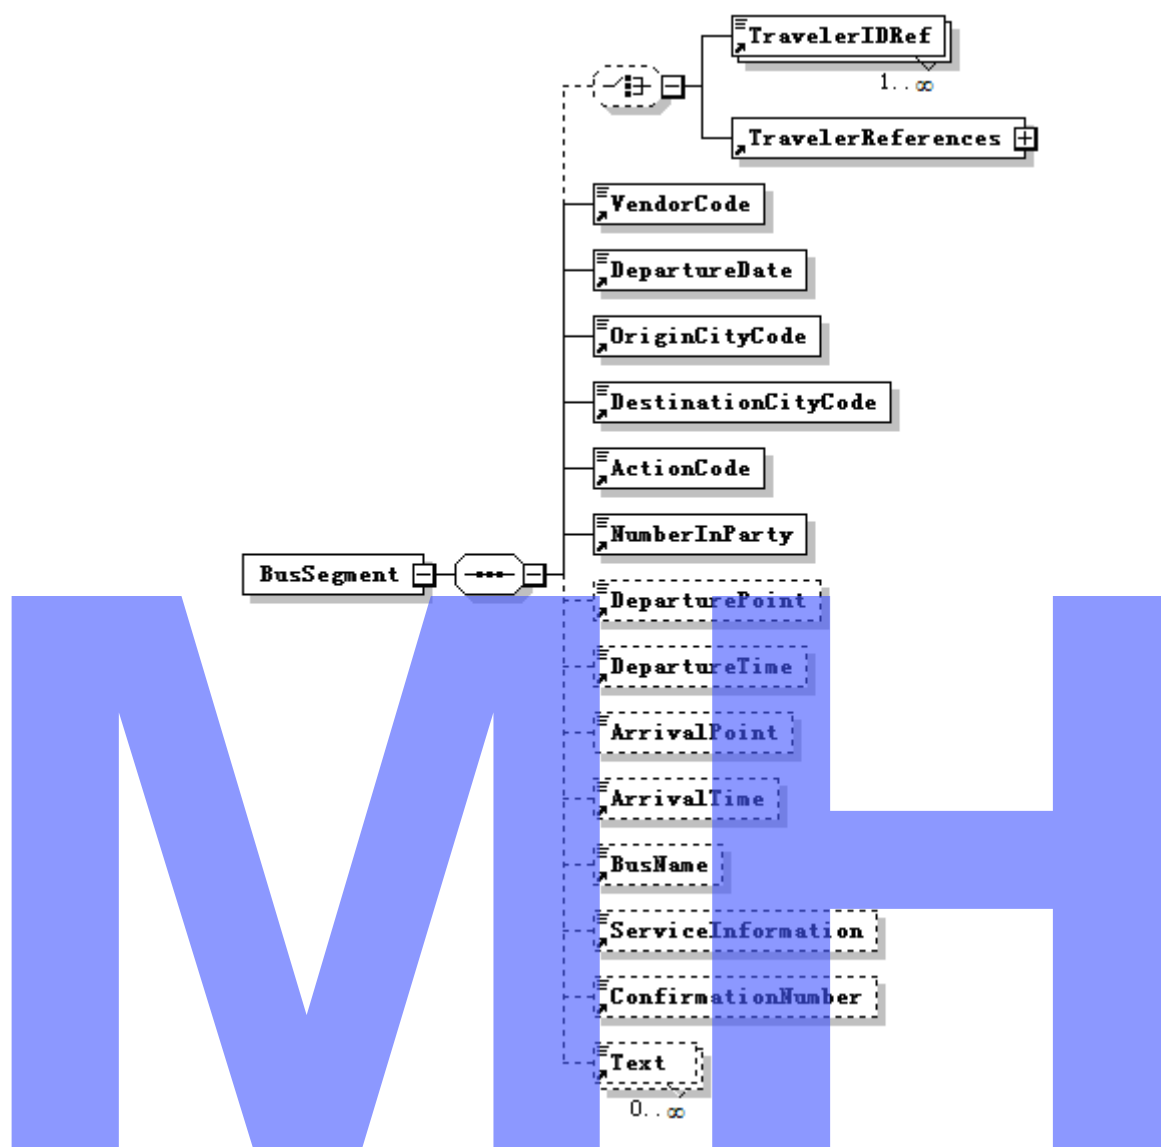 TravelerIDRef
1..∞
TravelerReferences
VendorCode
DepartureDate
OriginCityCode
DestinationCityCode
ActionCode
NumberInParty
BusSegment
DeparturePoint
DepartureTime
ArrivalPoint
ArrivalTime
BusName
ServiceInformation
ConfirmationNumber
Text
0..∞
MH